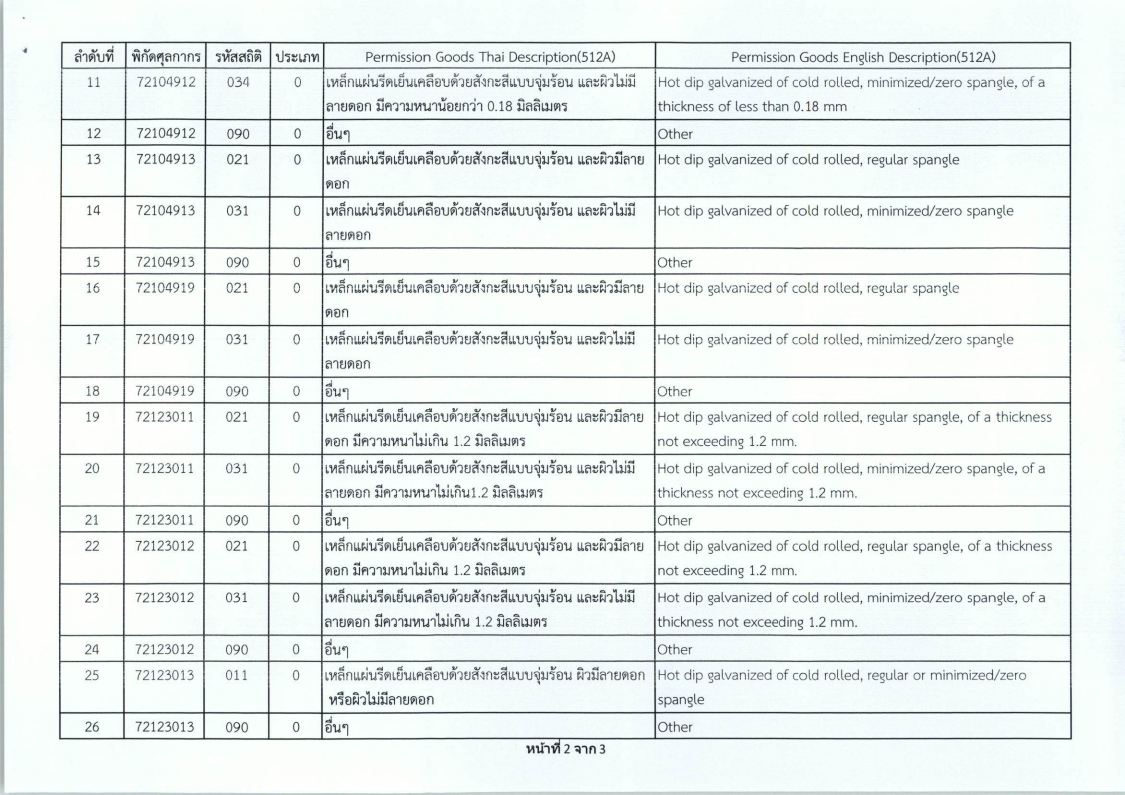 ลำดับที่ พิกัดศุลกากร รหัสสถิติ ประเภท Permission Goods Thai Description(512A) Permission Goods English Description(512A)
11 72104912 034 0 เหล็กแผ่นรีดเย็นเคลือบด้วยสังกะสีแบบจุ่มร้อน และผิวไม่มี Hot dip galvanized of cold rolled, minimized/zero spangle, of a
ลายดอก มีความหนาน้อยกว่า 0.18 มิลลิเมตร thickness of less than 0.18 mm
12 72104912 090 0 อื่นๆ Other
13 72104913 021 0 เหล็กแผ่นรีดเย็นเคลือบด้วยสังกะสีแบบจุ่มร้อน และผิวมีลาย Hot dip galvanized of cold rolled, regular spangle
ดอก
14 72104913 031 0 เหล็กแผ่นรีดเย็นเคลือบด้วยสังกะสีแบบจุ่มร้อน และผิวไม่มี Hot dip galvanized of cold rolled, minimized/zero spangle
ลายดอก
15 72104913 090 0 อื่นๆ Other
16 72104919 021 0 เหล็กแผ่นรีดเย็นเคลือบด้วยสังกะสีแบบจุ่มร้อน และผิวมีลาย Hot dip galvanized of cold rolled, regular spangle
ดอก
17 72104919 031 0 เหล็กแผ่นรีดเย็นเคลือบด้วยสังกะสีแบบจุ่มร้อน และผิวไม่มี Hot dip galvanized of cold rolled, minimized/zero spangle
ลายดอก
18 72104919 090 0 อื่นๆ Other
19 72123011 021 0 เหล็กแผ่นรีดเย็นเคลือบด้วยสังกะสีแบบจุ่มร้อน และผิวมีลาย Hot dip galvanized of cold rolled, regular spangle, of a thickness
ดอก มีความหนาไม่เกิน 1.2 มิลลิเมตร not exceeding 1.2 mm.
20 72123011 031 0 เหล็กแผ่นรีดเย็นเคลือบด้วยสังกะสีแบบจุ่มร้อน และผิวไม่มี Hot dip galvanized of cold rolled, minimized/zero spangle, of a
ลายดอก มีความหนาไม่เกิน1.2 มิลลิเมตร thickness not exceeding 1.2 mm.
21 72123011 090 0 อื่นๆ Other
22 72123012 021 0 เหล็กแผ่นรีดเย็นเคลือบด้วยสังกะสีแบบจุ่มร้อน และผิวมีลาย Hot dip galvanized of cold rolled, regular spangle, of a thickness
ดอก มีความหนาไม่เกิน 1.2 มิลลิเมตร not exceeding 1.2 mm.
23 72123012 031 0 เหล็กแผ่นรีดเย็นเคลือบด้วยสังกะสีแบบจุ่มร้อน และผิวไม่มี Hot dip galvanized of cold rolled, minimized/zero spangle, of a
ลายดอก มีความหนาไม่เกิน 1.2 มิลลิเมตร thickness not exceeding 1.2 mm.
24 72123012 090 0 อื่นๆ Other
25 72123013 011 0 เหล็กแผ่นรีดเย็นเคลือบด้วยสังกะสีแบบจุ่มร้อน ผิวมีลายดอก Hot dip galvanized of cold rolled, regular or minimized/zero
หรือผิวไม่มีลายดอก spangle
26 72123013 090 0 อื่นๆ Other
หน้าที่ 2 จาก 3